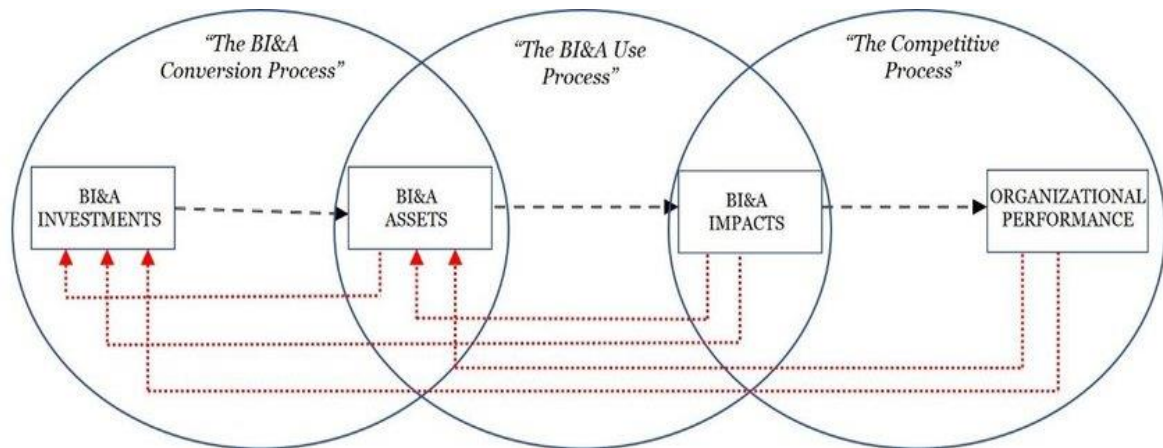 “The BI&A
Conversion Process”
“The BI&A Use
Process”
“The Competitive
Process”
BI&A
INVESTMENTS
BI&A
ASSETS
BI&A
IMPACTS
ORGANIZATIONAL
PERFORMANCE